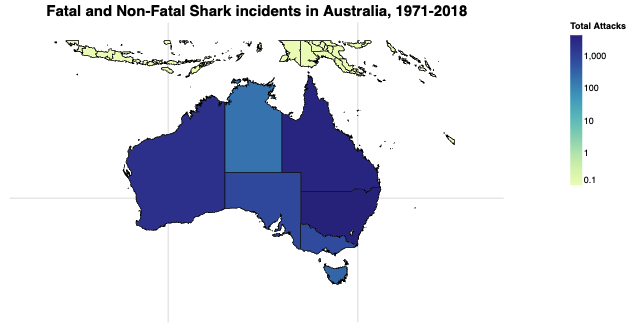 Fatal and Non-Fatal Shark incidents in Australia, 1971-2018
Total Attacks
1,000
100
10
1
0.1